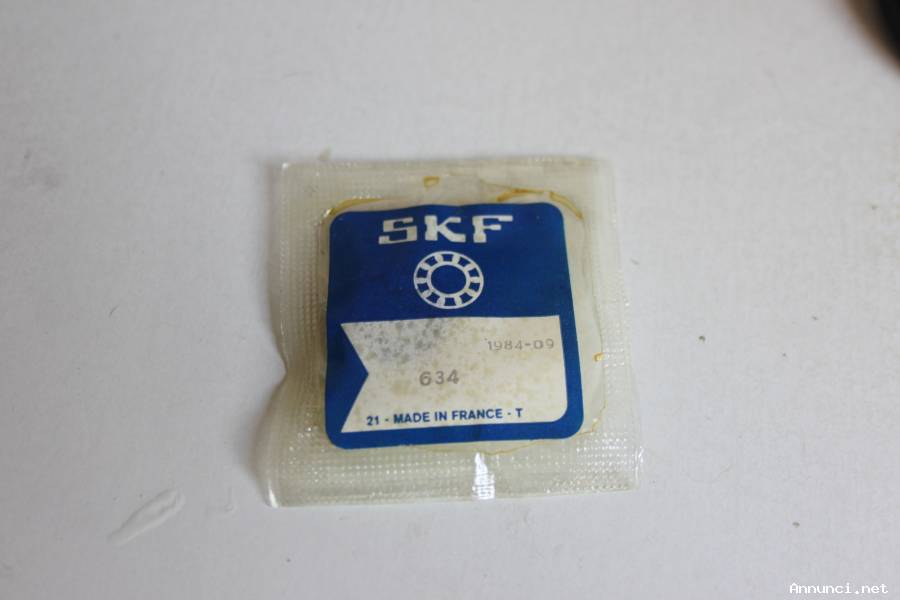 SKF
1984-09
634
21 - MADE IN FRANCE - T
Annunci.net